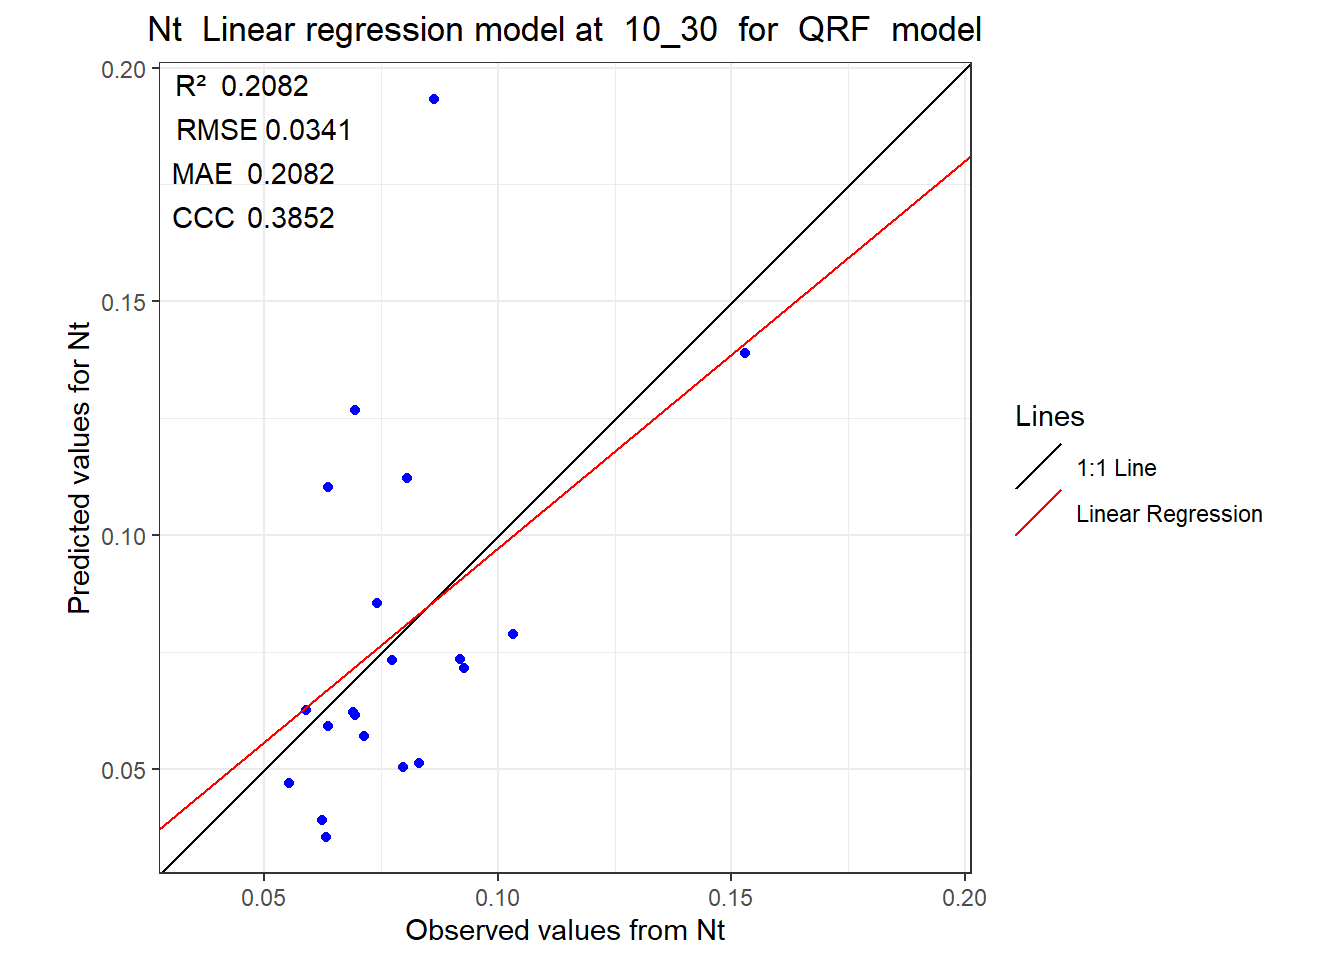 Nt  Linear regression model at  10_30  for  QRF  model
R²  0.2082
RMSE 0.0341
MAE  0.2082
CCC  0.3852
0.20
0.15
0.10
0.05
Predicted values for Nt
0.05
0.10
0.15
0.20
Observed values from Nt
Lines
1:1 Line
Linear Regression